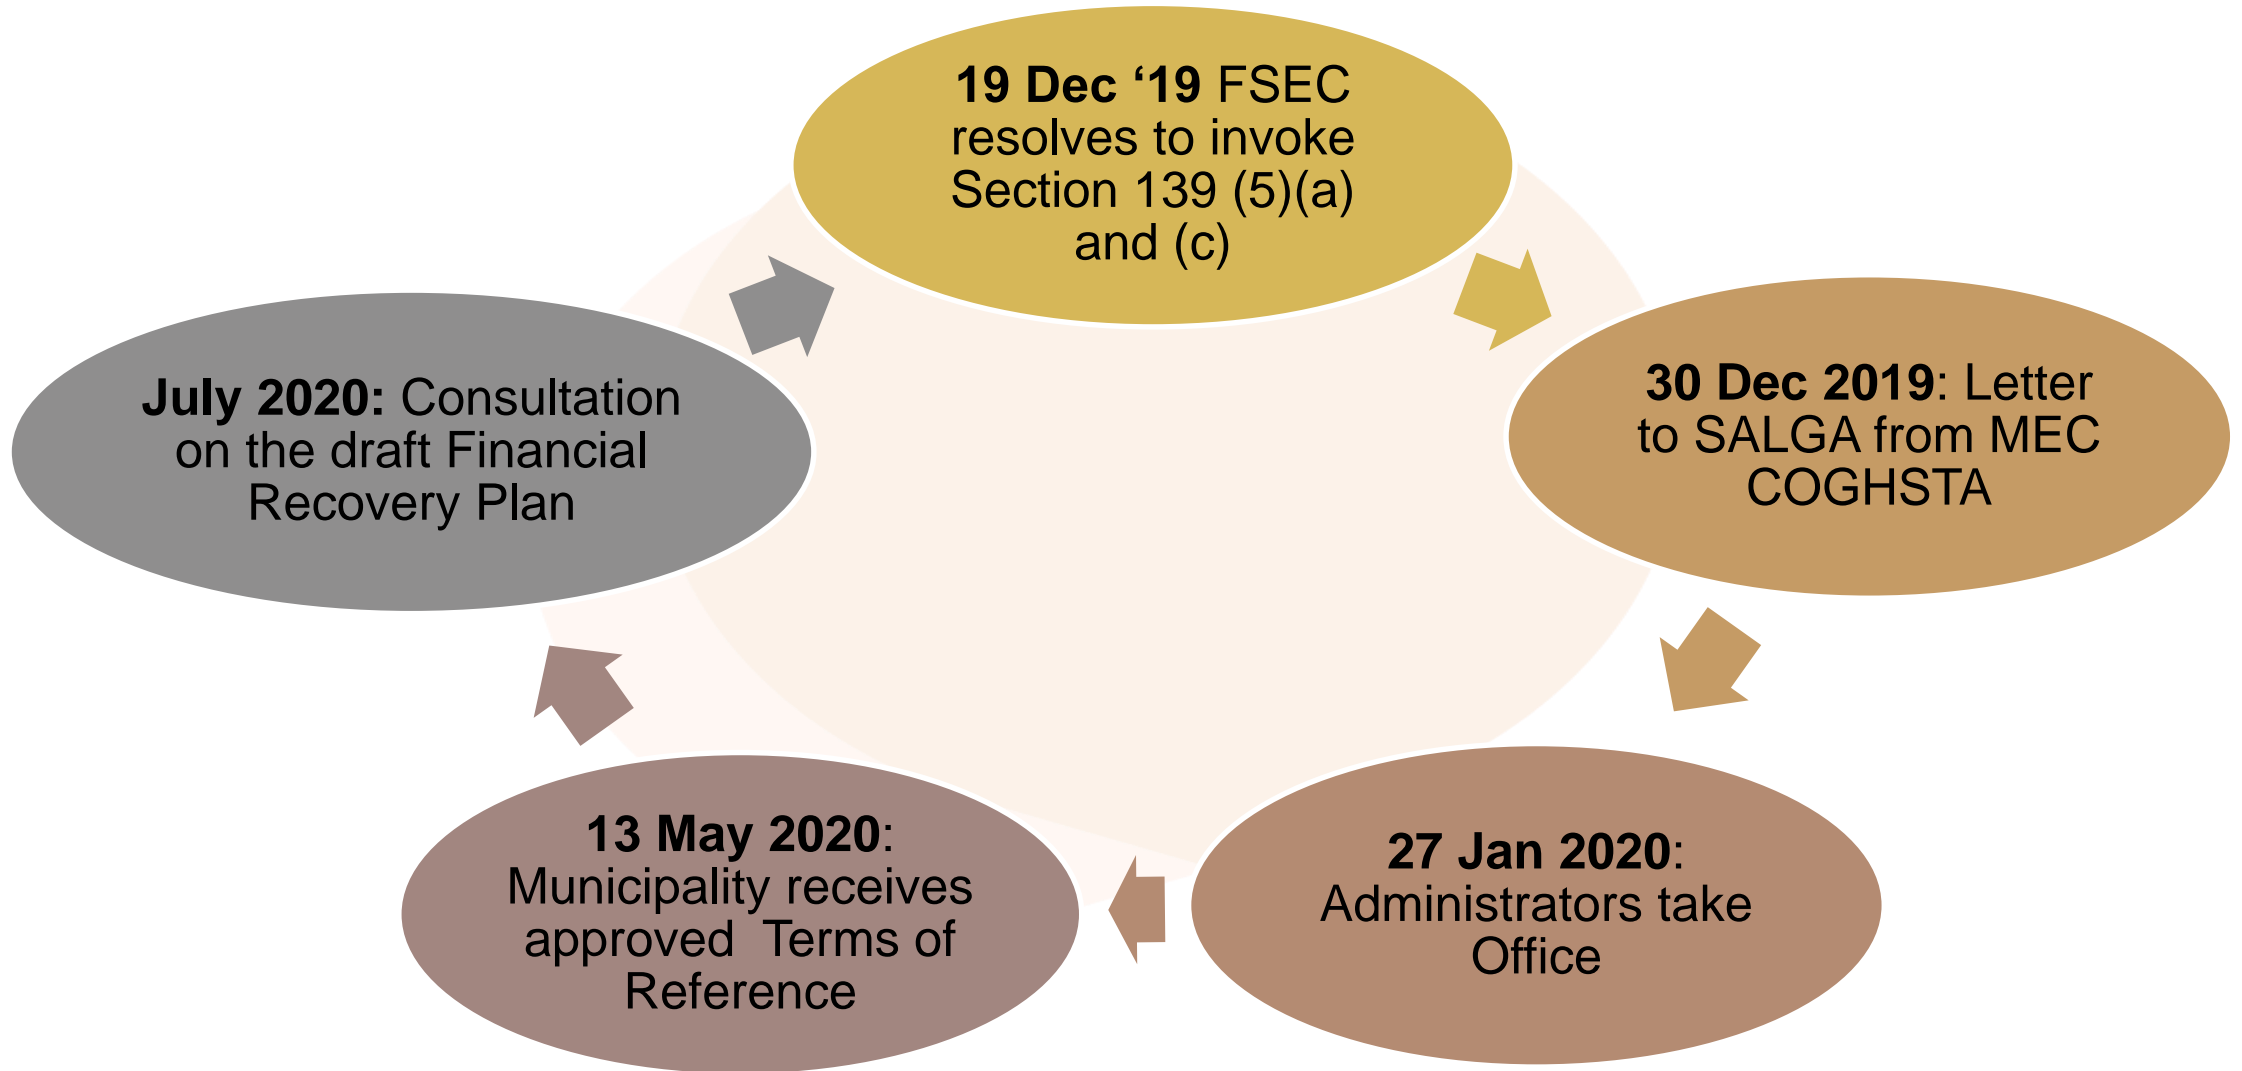 19 Dec ‘19 FSEC
resolves to invoke
Section 139 (5)(a)
and (c)
30 Dec 2019: Letter
to SALGA from MEC
COGHSTA
27 Jan 2020:
Administrators take
Office
13 May 2020:
Municipality receives
approved  Terms of
Reference
July 2020: Consultation
on the draft Financial
Recovery Plan